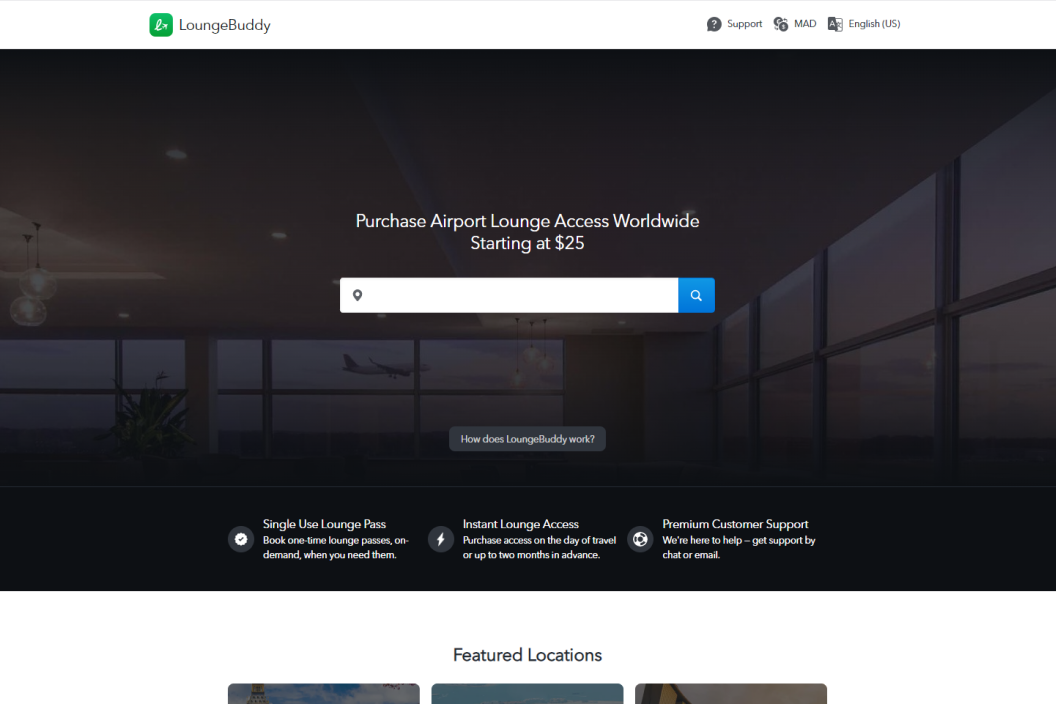 LoungeBuddy
Support
MAD
English (US)
Purchase Airport Lounge Access Worldwide
Starting at $25
How does LoungeBuddy work?
Single Use Lounge Pass
Book one-time lounge passes, on-
demand, when you need them.
Instant Lounge Access
Purchase access on the day of travel
or up to two months in advance.
Premium Customer Support
We're here to help – get support by
chat or email.
Featured Locations